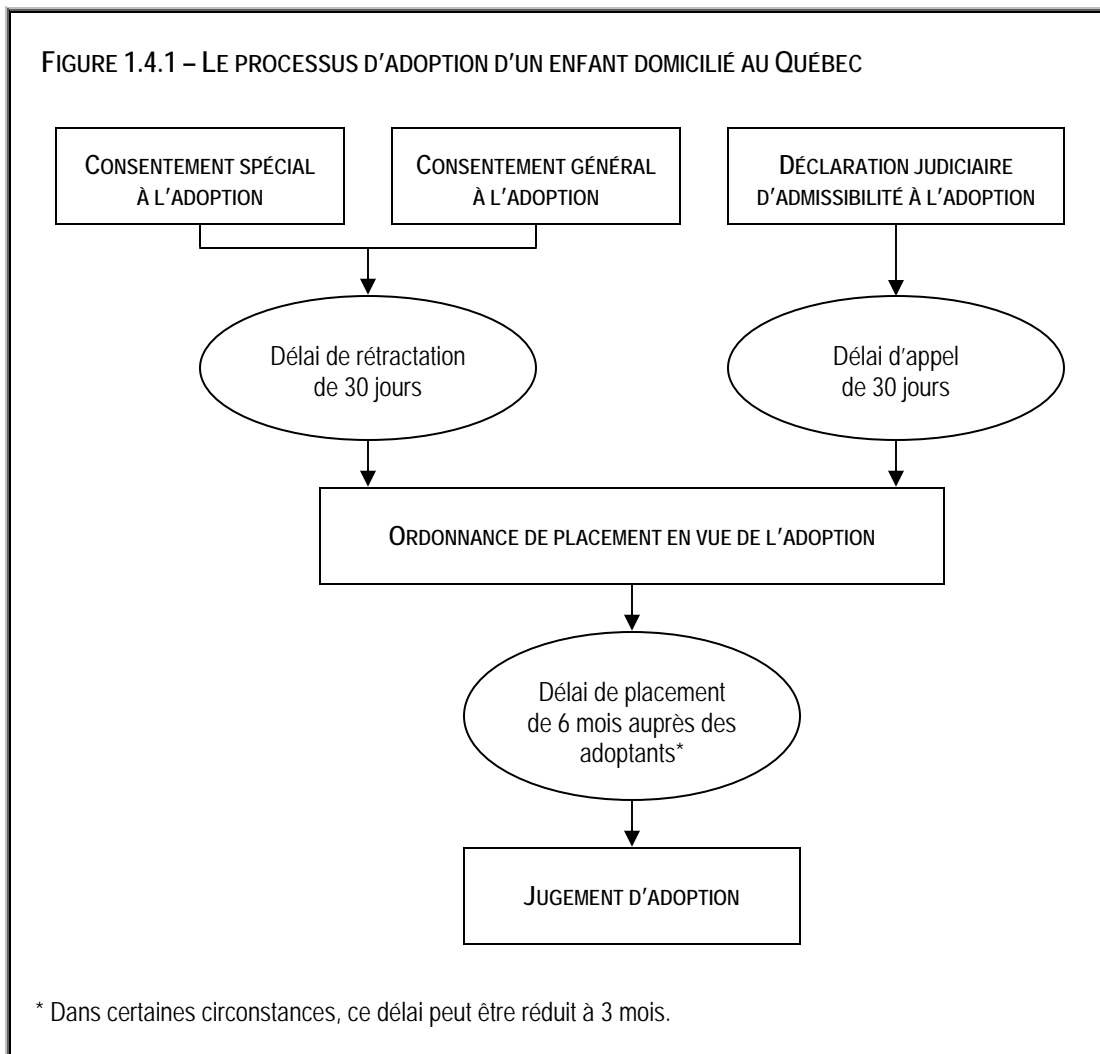 FIGURE 1.4.1 – LE PROCESSUS D'ADOPTION D'UN ENFANT DOMICILIÉ AU QUÉBEC
CONSENTEMENT SPÉCIAL
À L'ADOPTION
CONSENTEMENT GÉNÉRAL
À L'ADOPTION
DÉCLARATION JUDICIAIRE
D'ADMISSIBILITÉ À L'ADOPTION
Délai de rétractation
de 30 jours
Délai d'appel
de 30 jours
ORDONNANCE DE PLACEMENT EN VUE DE L'ADOPTION
Délai de placement
de 6 mois auprès des
adoptants*
JUGEMENT D'ADOPTION
* Dans certaines circonstances, ce délai peut être réduit à 3 mois.